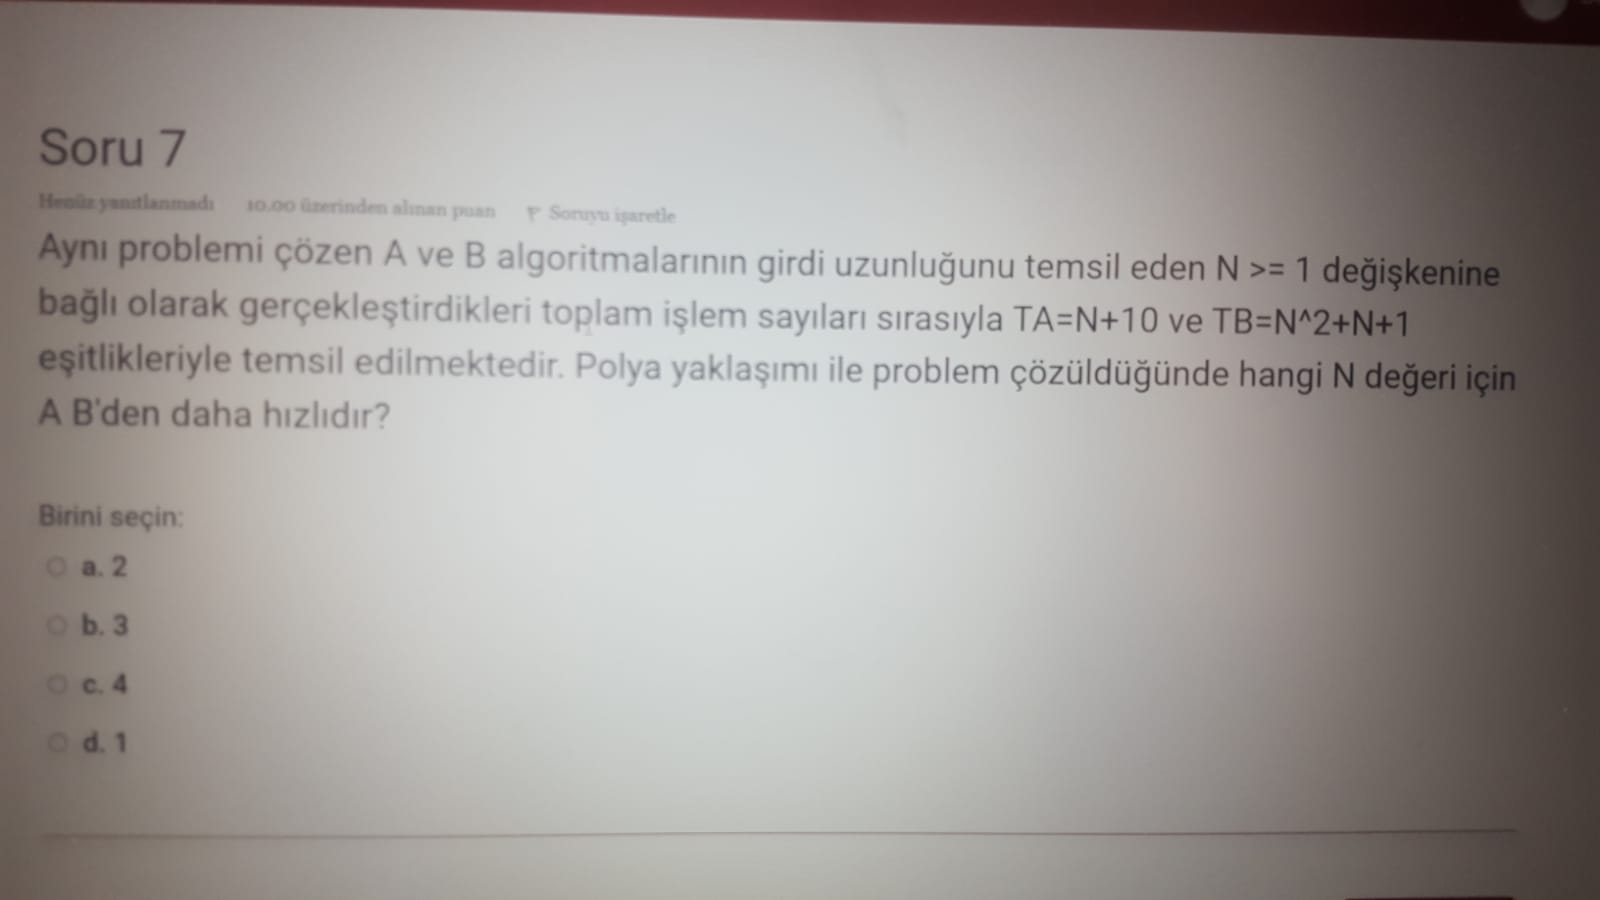 Soru 7
Henüz yanıtlanmadı 10.00 üzerinden alınan puan Soruyu işaretle
Aynı problemi çözen A ve B algoritmalarının girdi uzunluğunu temsil eden N >= 1 değişkenine
bağlı olarak gerçekleştirdikleri toplam işlem sayıları sırasıyla TA=N+10 ve TB=N^2+N+1
eşitlikleriyle temsil edilmektedir. Polya yaklaşımı ile problem çözüldüğünde hangi N değeri için
A B'den daha hızlıdır?
Birini seçin:
a. 2
b. 3
c. 4
d. 1